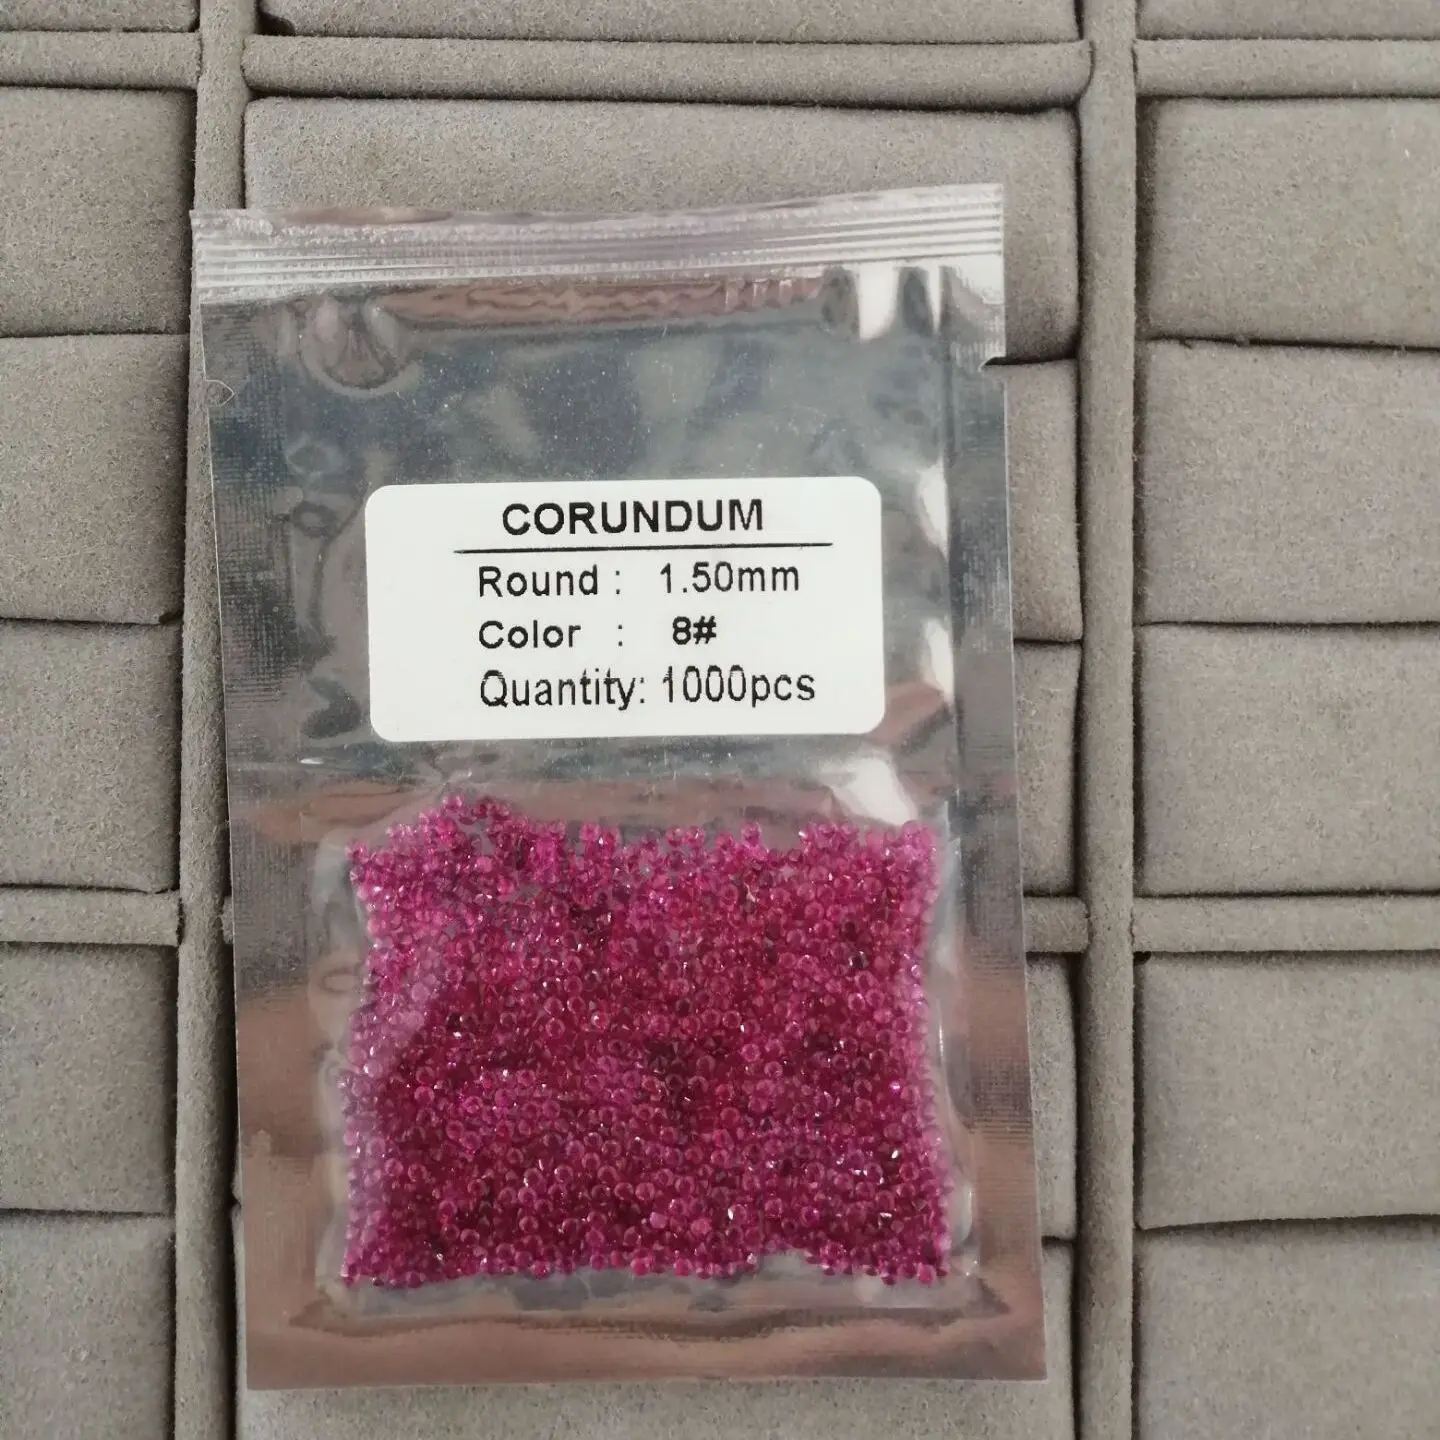 CORUNDUM
Round : 1.50mm
Color : 8#
Quantity: 1000pcs